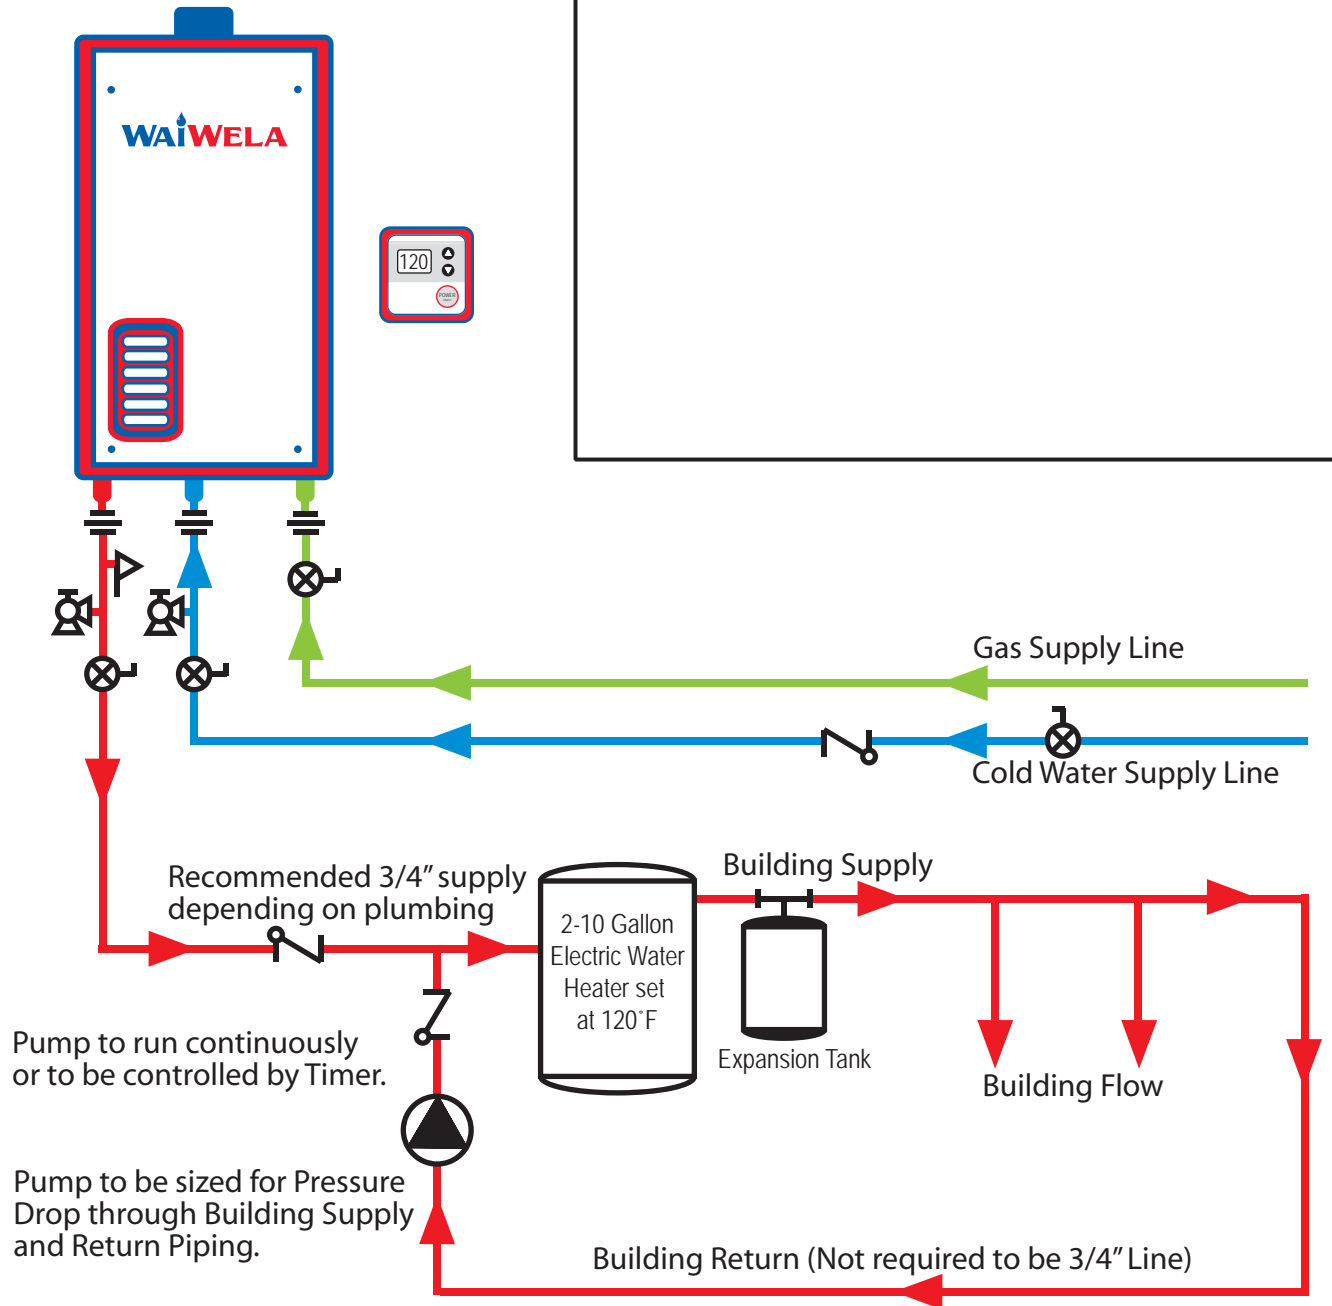 WAiWELA
120
POWER
Gas Supply Line
Cold Water Supply Line
Recommended 3/4” supply
depending on plumbing
2-10 Gallon
Electric Water
Heater set
at 120˚F
Building Supply
Expansion Tank
Building Flow
Pump to run continuously
or to be controlled by Timer.
Pump to be sized for Pressure
Drop through Building Supply
and Return Piping.
Building Return (Not required to be 3/4” Line)